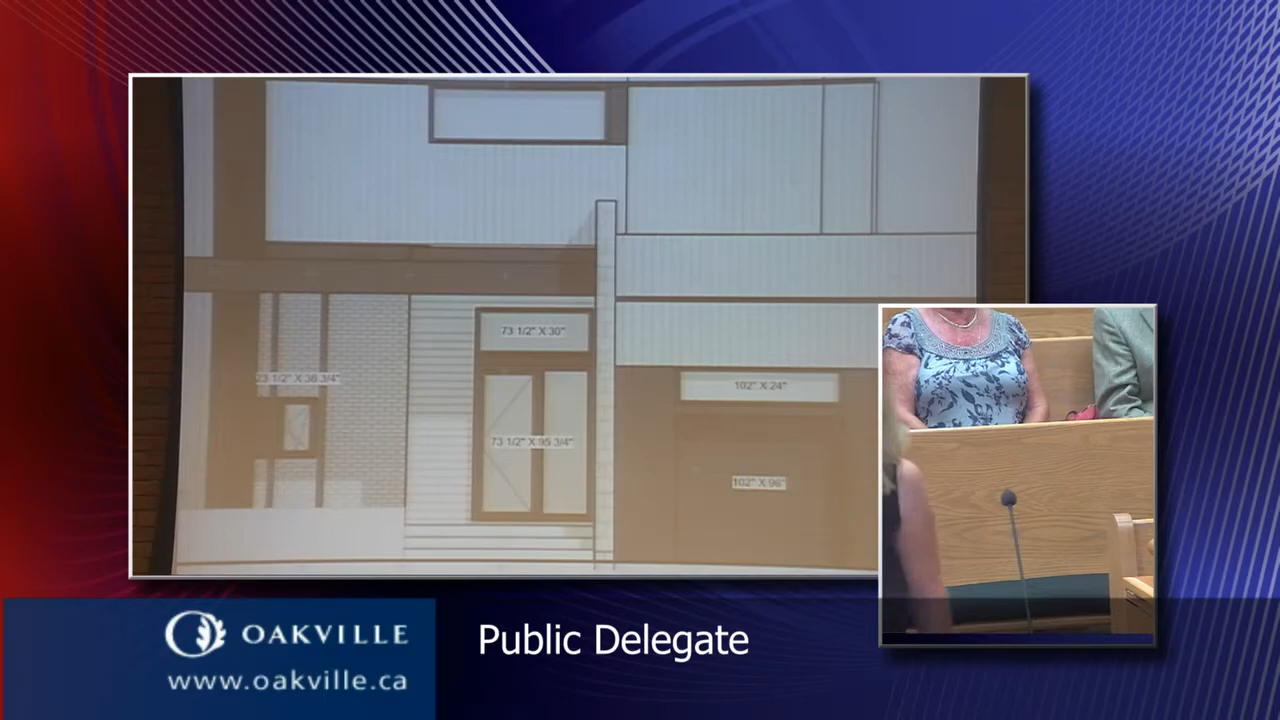 73 1/2" X 30"
73 1/2" X 95 3/4"
102" X 24"
102" X 96"
OAKVILLE
www.oakville.ca
Public Delegate